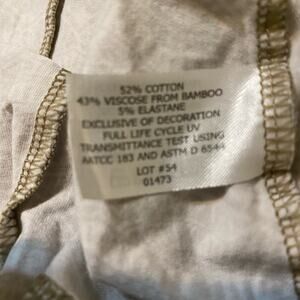 52% COTTON
43% VISCOSE FROM BAMBOO
5% ELASTANE
EXCLUSIVE OF DECORATION
FULL LIFE CYCLE UV
TRANSMITTANCE TEST USING
AATCC 183 AND ASTM D 6544
LOT #54
01473